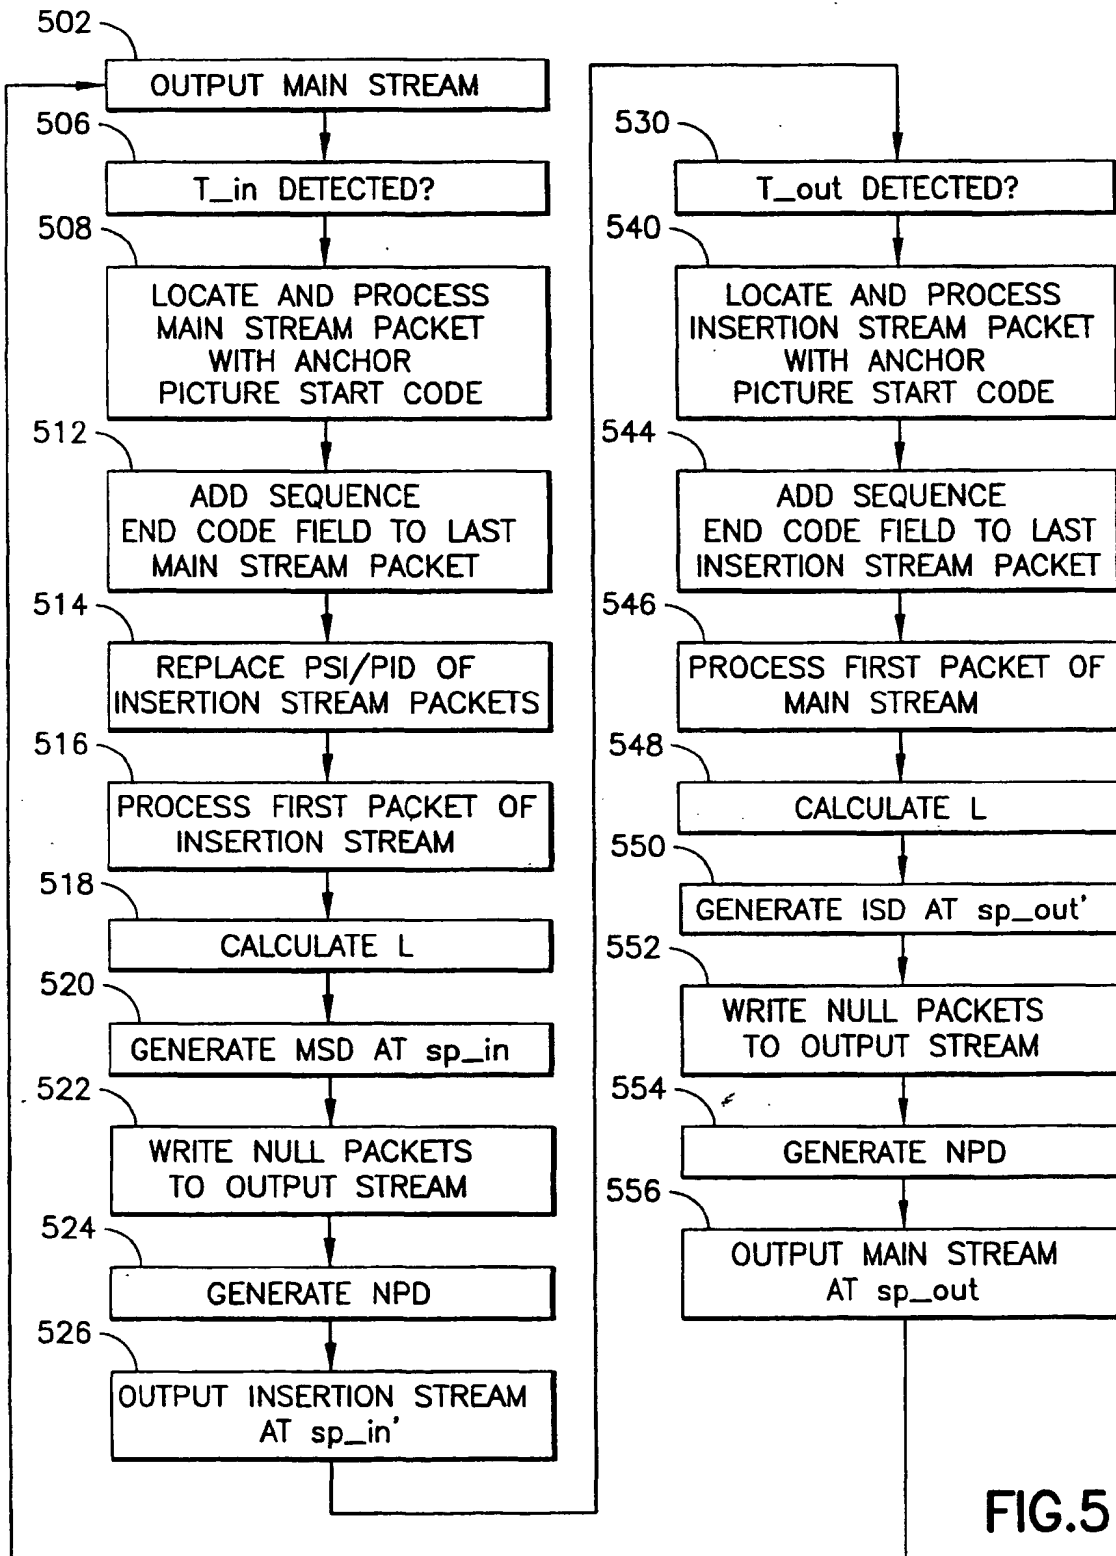 502
OUTPUT MAIN STREAM
506
T_in DETECTED?
508
LOCATE AND PROCESS
MAIN STREAM PACKET
WITH ANCHOR
PICTURE START CODE
512
ADD SEQUENCE
END CODE FIELD TO LAST
MAIN STREAM PACKET
514
REPLACE PSI/PID OF
INSERTION STREAM PACKETS
516
PROCESS FIRST PACKET OF
INSERTION STREAM
518
CALCULATE L
520
GENERATE MSD AT sp_in
522
WRITE NULL PACKETS
TO OUTPUT STREAM
524
GENERATE NPD
526
OUTPUT INSERTION STREAM
AT sp_in'
530
T_out DETECTED?
540
LOCATE AND PROCESS
INSERTION STREAM PACKET
WITH ANCHOR
PICTURE START CODE
544
ADD SEQUENCE
END CODE FIELD TO LAST
INSERTION STREAM PACKET
546
PROCESS FIRST PACKET OF
MAIN STREAM
548
CALCULATE L
550
GENERATE ISD AT sp_out'
552
WRITE NULL PACKETS
TO OUTPUT STREAM
554
GENERATE NPD
556
OUTPUT MAIN STREAM
AT sp_out
FIG.5